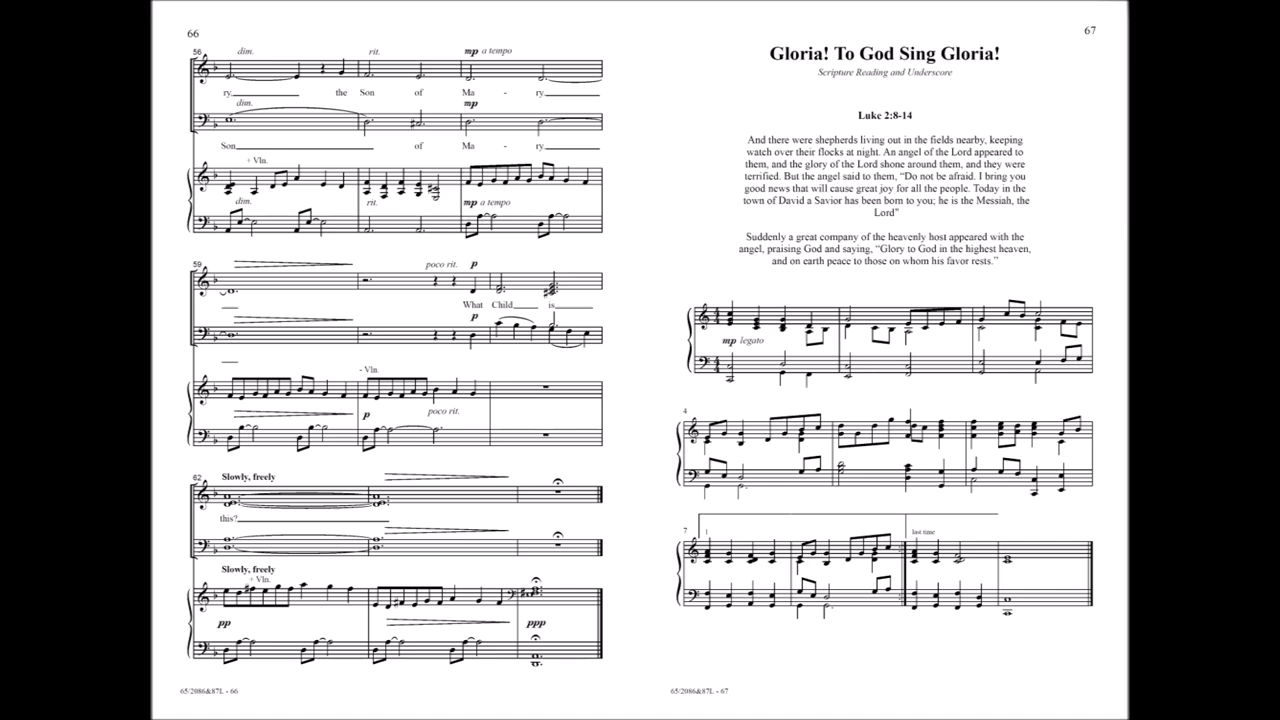 66
56
dim.
rit.
mp a tempo
ry, the Son of Ma - ry.
dim.
mp
Son of Ma - ry.
+ Vln.
dim.
rit.
mp a tempo
59
poco rit.
p
What Child is
p
- Vln.
p
poco rit.
62
Slowly, freely
this?
Slowly, freely
+ Vln.
pp
ppp
65/2086&87L - 66
67
Gloria! To God Sing Gloria!
Scripture Reading and Underscore
Luke 2:8-14
And there were shepherds living out in the fields nearby, keeping
watch over their flocks at night. An angel of the Lord appeared to
them, and the glory of the Lord shone around them, and they were
terrified. But the angel said to them, “Do not be afraid. I bring you
good news that will cause great joy for all the people. Today in the
town of David a Savior has been born to you; he is the Messiah, the
Lord"
Suddenly a great company of the heavenly host appeared with the
angel, praising God and saying, “Glory to God in the highest heaven,
and on earth peace to those on whom his favor rests.”
4
4
mp legato
4
4
4
7
1
last time
65/2086&87L - 67